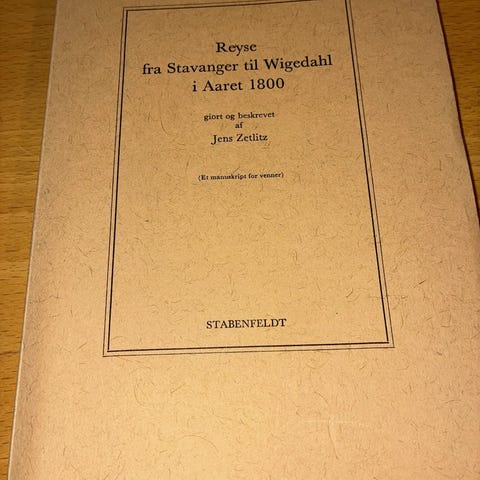 Reyse
fra Stavanger til Wigedahl
i Aaret 1800
giort og beskrevet
af
Jens Zetlitz
(Et manuskript for venner)
STABENFELDT